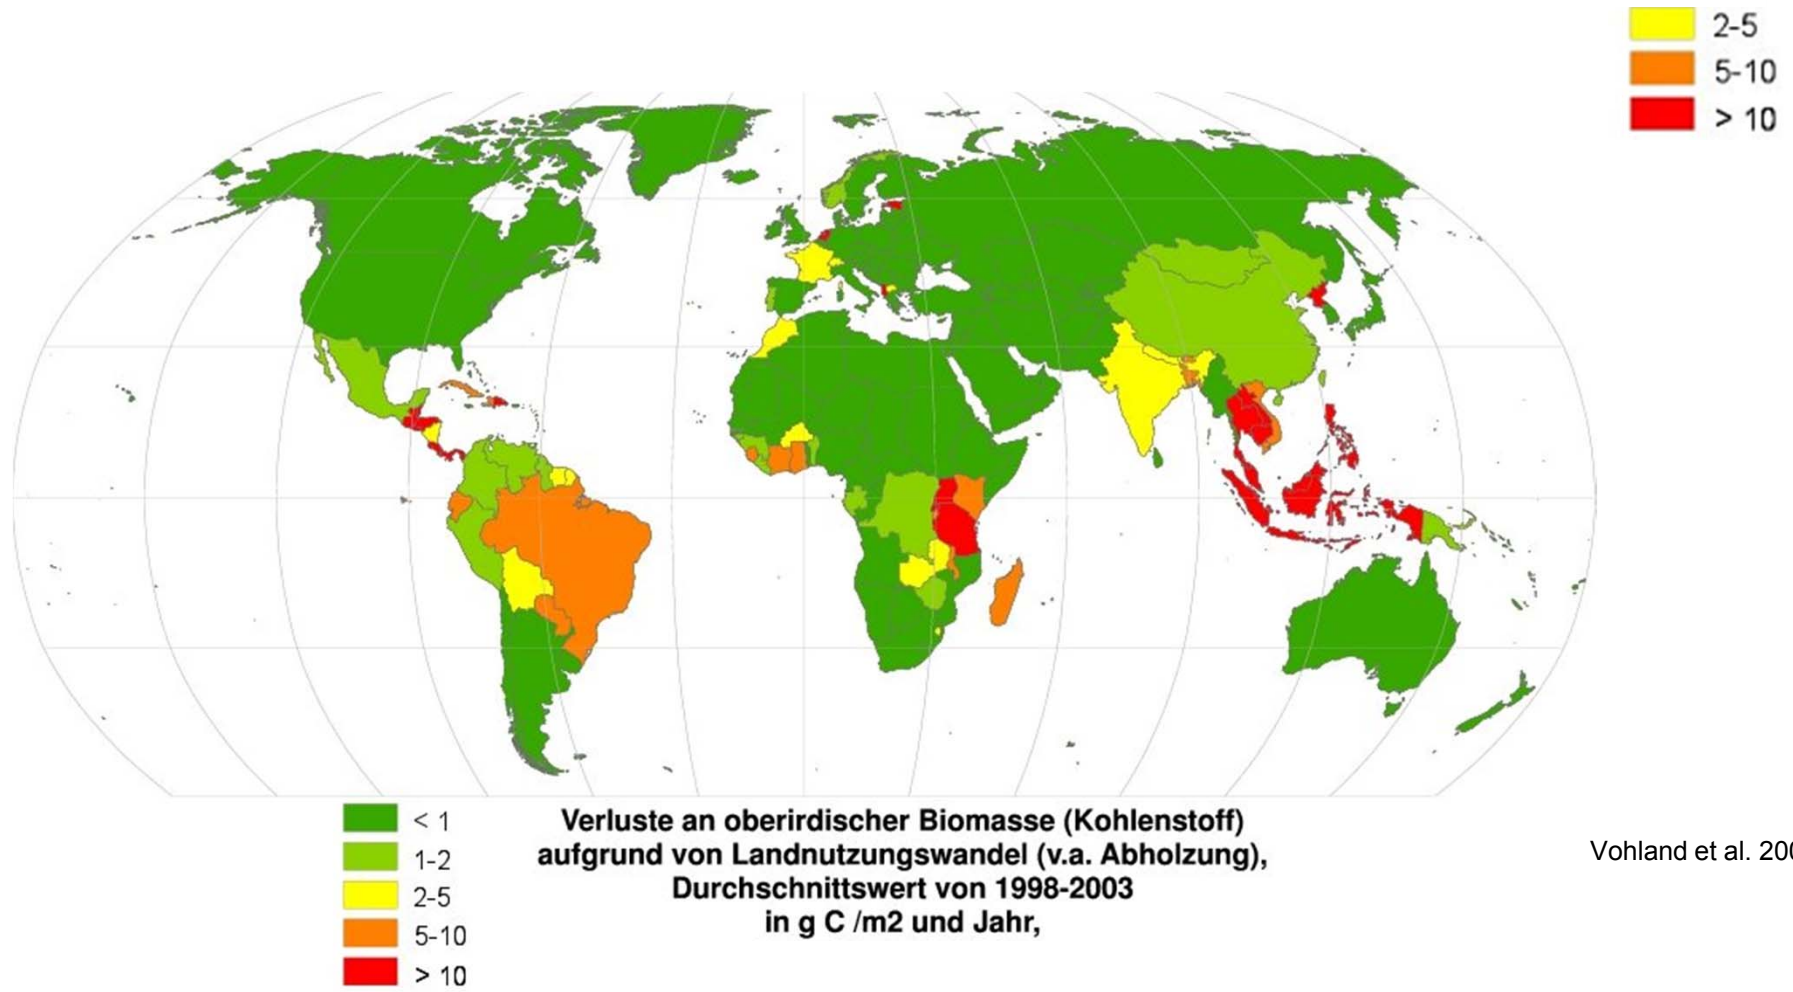 2-5
5-10
> 10
< 1
1-2
2-5
5-10
> 10
Verluste an oberirdischer Biomasse (Kohlenstoff)
aufgrund von Landnutzungswandel (v.a. Abholzung),
Durchschnittswert von 1998-2003
in g C /m2 und Jahr,
Vohland et al.